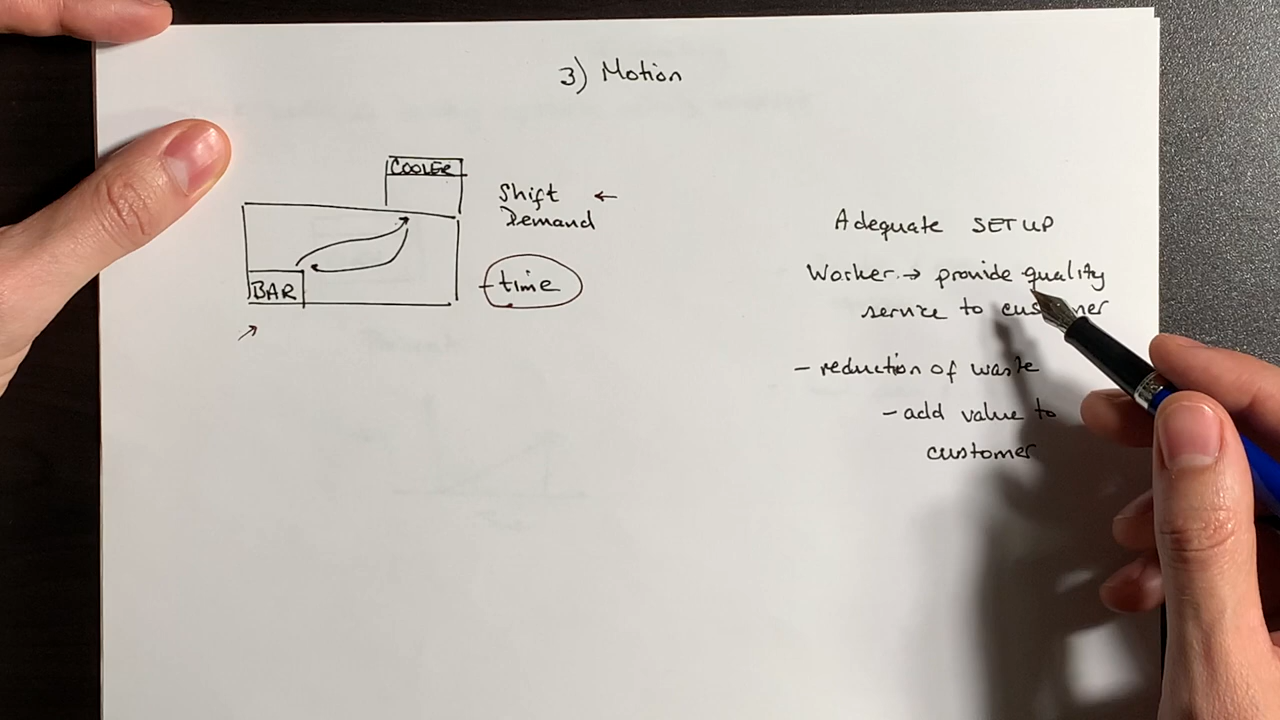 3) Motion
COOLER
Shift ←
Demand
BAR
- time
Adequate SETUP
Worker → provide quality
service to customer
- reduction of waste
- add value to
customer